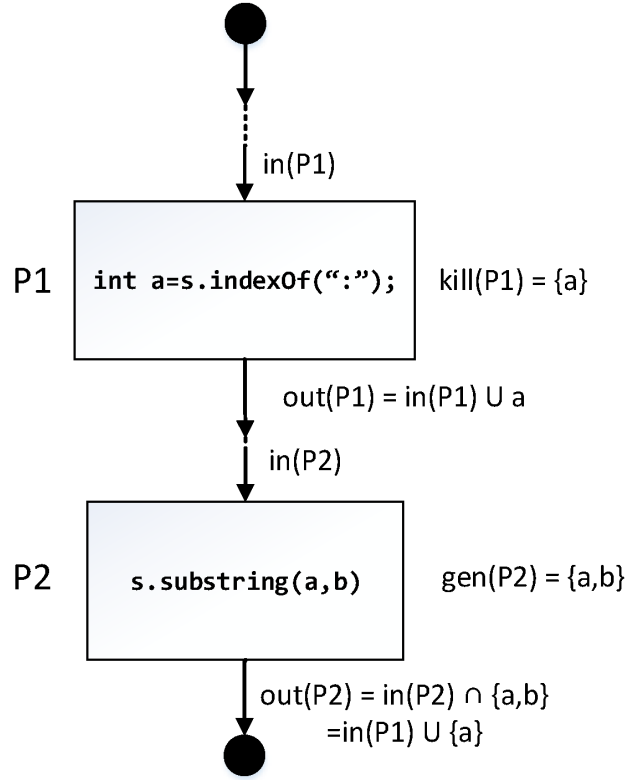 in(P1)
P1
int a=s.indexOf(“:”);
kill(P1) = {a}
out(P1) = in(P1) U a
in(P2)
P2
s.substring(a,b)
gen(P2) = {a,b}
out(P2) = in(P2) ∩ {a,b}
=in(P1) U {a}